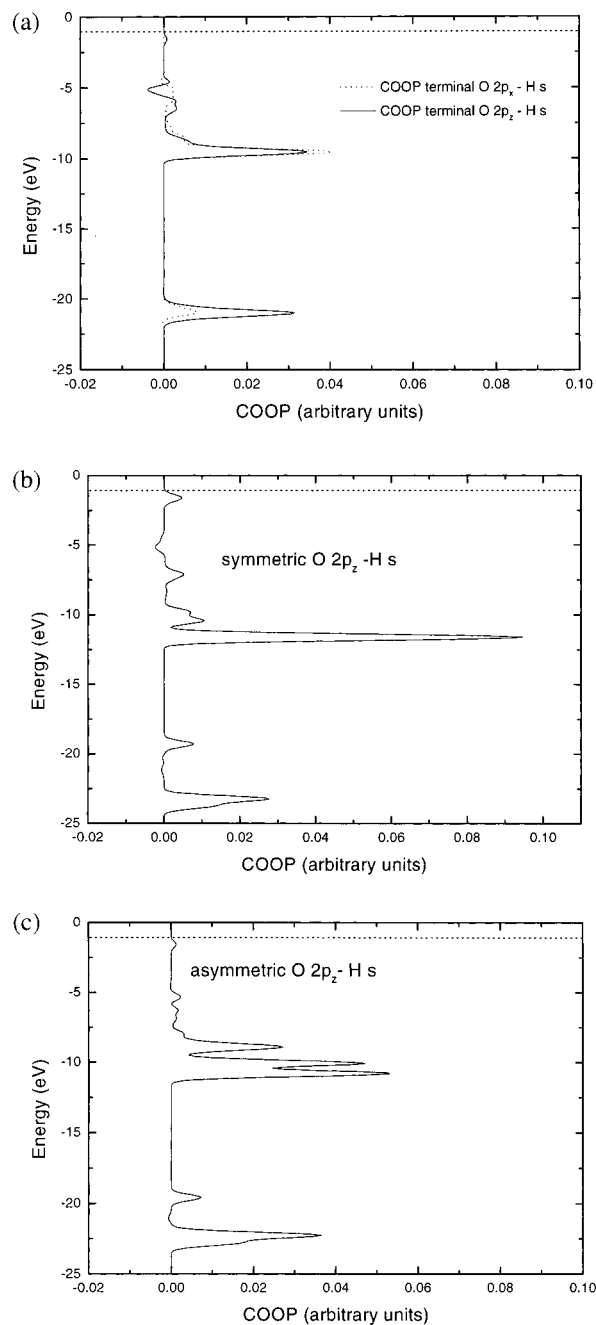 (a)
0
-5
-10
-15
-20
-25
Energy (eV)
COOP terminal O 2pₓ - H s
COOP terminal O 2p_z - H s
-0.02 0.00 0.02 0.04 0.06 0.08 0.10
COOP (arbitrary units)
(b)
0
-5
-10
-15
-20
-25
Energy (eV)
symmetric O 2p_z -H s
-0.02 0.00 0.02 0.04 0.06 0.08 0.10
COOP (arbitrary units)
(c)
0
-5
-10
-15
-20
-25
Energy (eV)
asymmetric O 2p_z- H s
-0.02 0.00 0.02 0.04 0.06 0.08 0.10
COOP (arbitrary units)